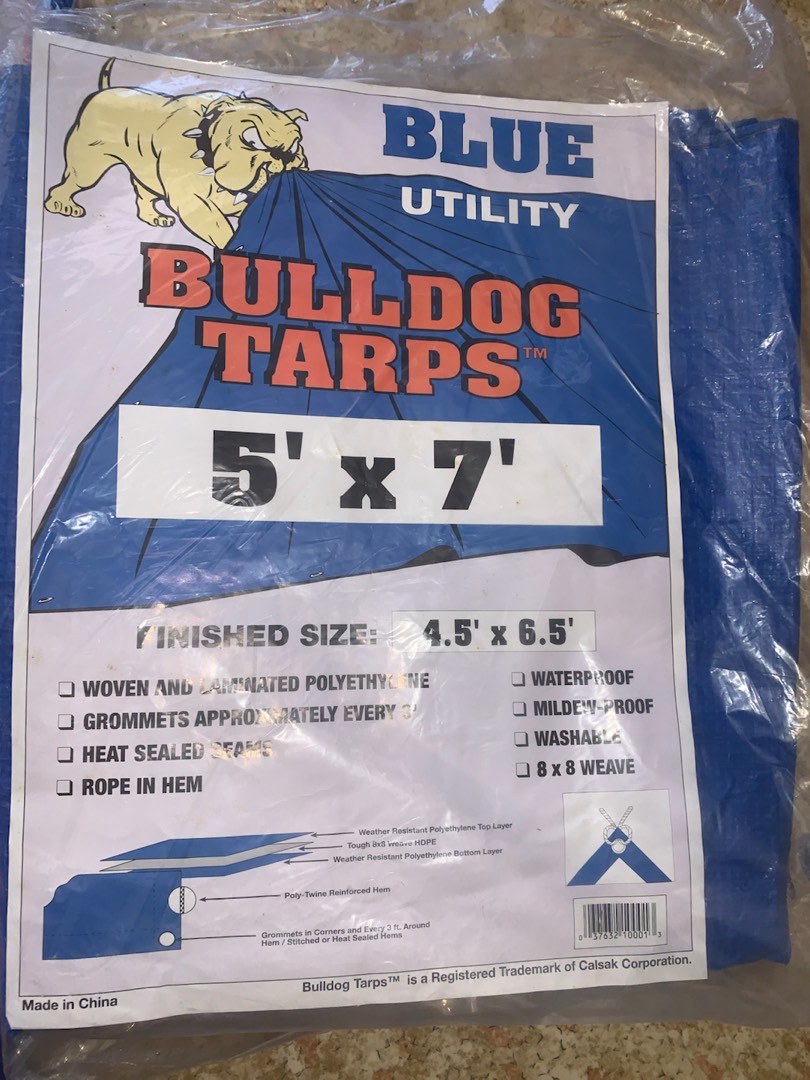 BLUE
UTILITY
BULLDOG
TARPS™
5' x 7'
FINISHED SIZE: 4.5' x 6.5'
❏ WOVEN AND LAMINATED POLYETHYLENE
❏ GROMMETS APPROXIMATELY EVERY 3'
❏ HEAT SEALED SEAMS
❏ ROPE IN HEM
❏ WATERPROOF
❏ MILDEW-PROOF
❏ WASHABLE
❏ 8 x 8 WEAVE
Weather Resistant Polyethylene Top Layer
Tough 8x8 Weave HDPE
Weather Resistant Polyethylene Bottom Layer
Poly-Twine Reinforced Hem
Grommets in Corners and Every 3 ft. Around
Hem / Stitched or Heat Sealed Hems
0 37632 10001 3
Bulldog Tarps™ is a Registered Trademark of Calsak Corporation.
Made in China